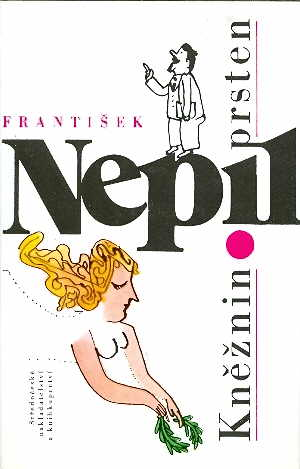 FRANTIŠEK
Nepil
Kněžnin
prsten
Středočeské
nakladatelství
a knihkupectví